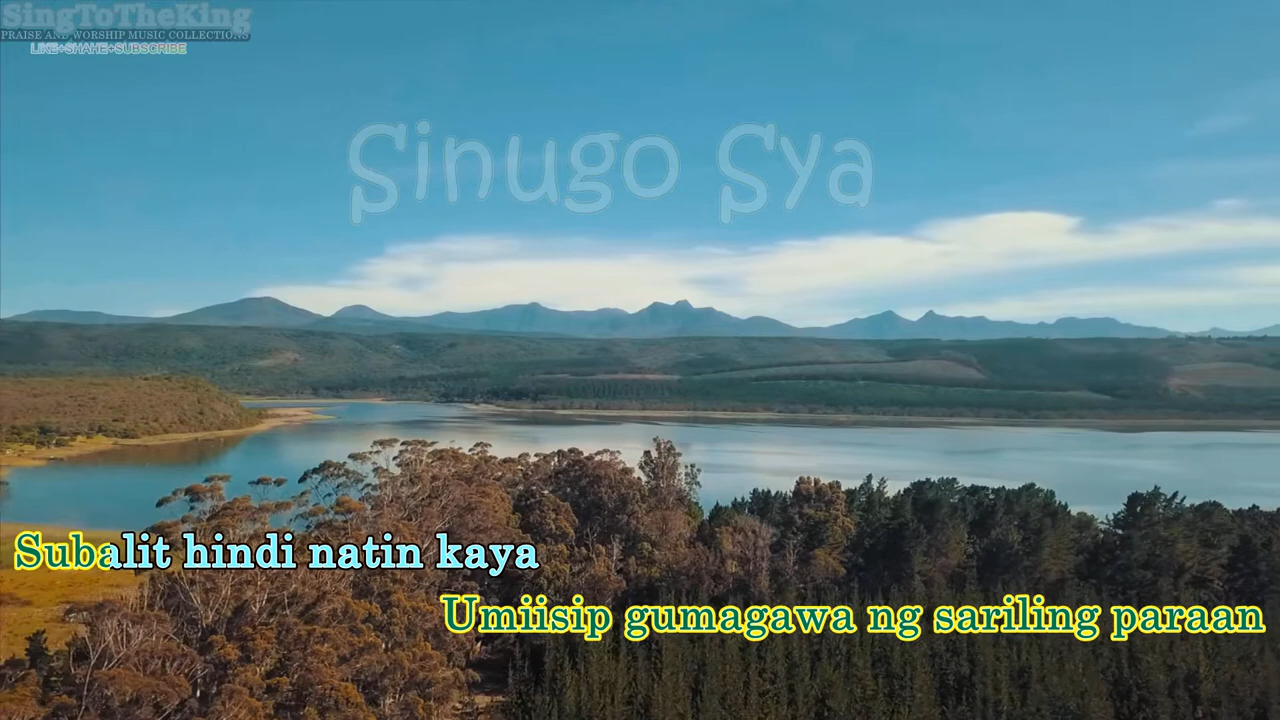 SingToTheKing
PRAISE AND WORSHIP MUSIC COLLECTIONS
LIKE+SHARE+SUBSCRIBE
Sinugo Sya
Subalit hindi natin kaya
Umiisip gumagawa ng sariling paraan